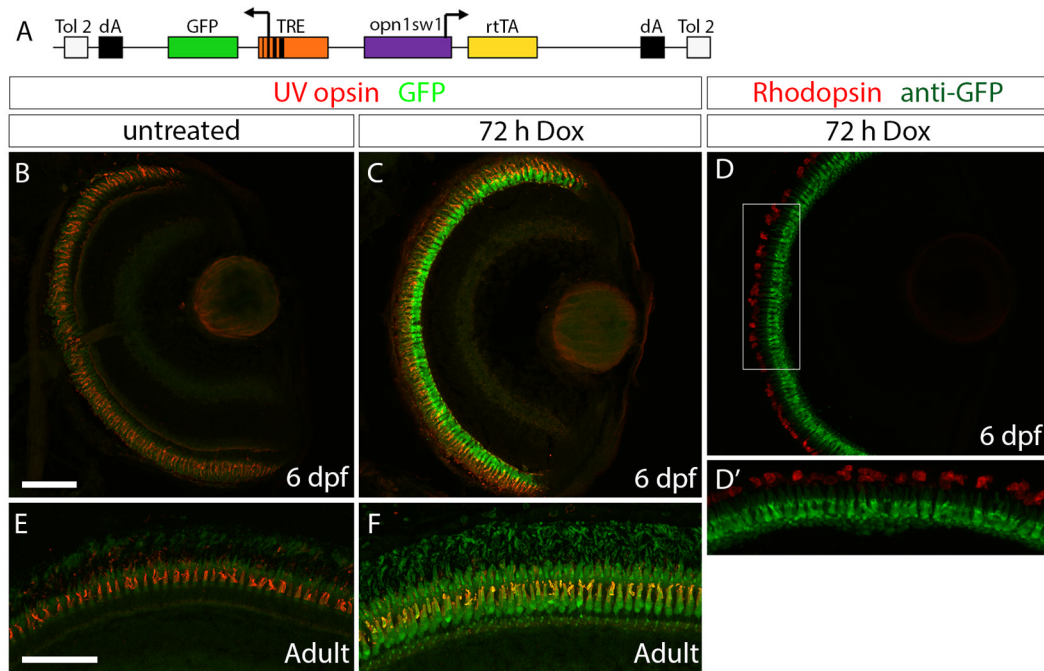 A
Tol 2 dA GFP TRE opn1sw1 rtTA dA Tol 2
UV opsin GFP Rhodopsin anti-GFP
untreated 72 h Dox 72 h Dox
B C D
6 dpf 6 dpf 6 dpf
D'
E F
Adult Adult